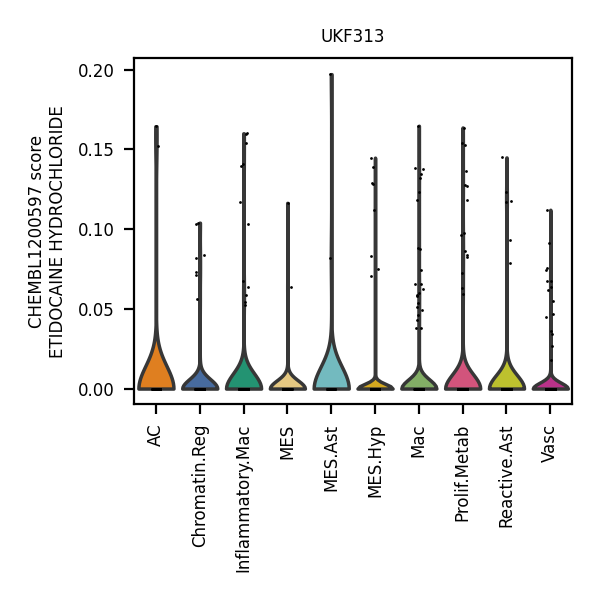 UKF313
CHEMBL1200597 score
ETIDOCAINE HYDROCHLORIDE
0.20
0.15
0.10
0.05
0.00
AC
Chromatin.Reg
Inflammatory.Mac
MES
MES.Ast
MES.Hyp
Mac
Prolif.Metab
Reactive.Ast
Vasc